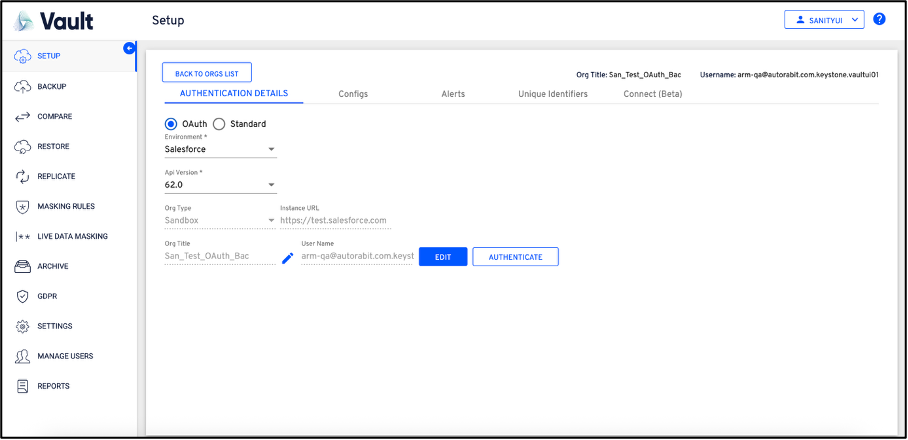 Vault
Setup
SANITYUI
?
SETUP
BACKUP
COMPARE
RESTORE
REPLICATE
MASKING RULES
LIVE DATA MASKING
ARCHIVE
GDPR
SETTINGS
MANAGE USERS
REPORTS
BACK TO ORGS LIST
Org Title: San_Test_OAuth_Bac Username: arm-qa@autorabit.com.keystone.vaultui01
AUTHENTICATION DETAILS Configs Alerts Unique Identifiers Connect (Beta)
OAuth Standard
Environment *
Salesforce
Api Version *
62.0
Org Type Instance URL
Sandbox https://test.salesforce.com
Org Title User Name
San_Test_OAuth_Bac arm-qa@autorabit.com.keyst EDIT AUTHENTICATE